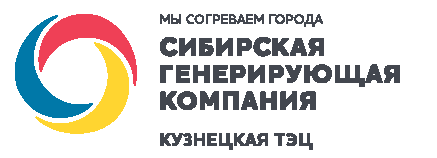 МЫ СОГРЕВАЕМ ГОРОДА
СИБИРСКАЯ
ГЕНЕРИРУЮЩАЯ
КОМПАНИЯ
КУЗНЕЦКАЯ ТЭЦ